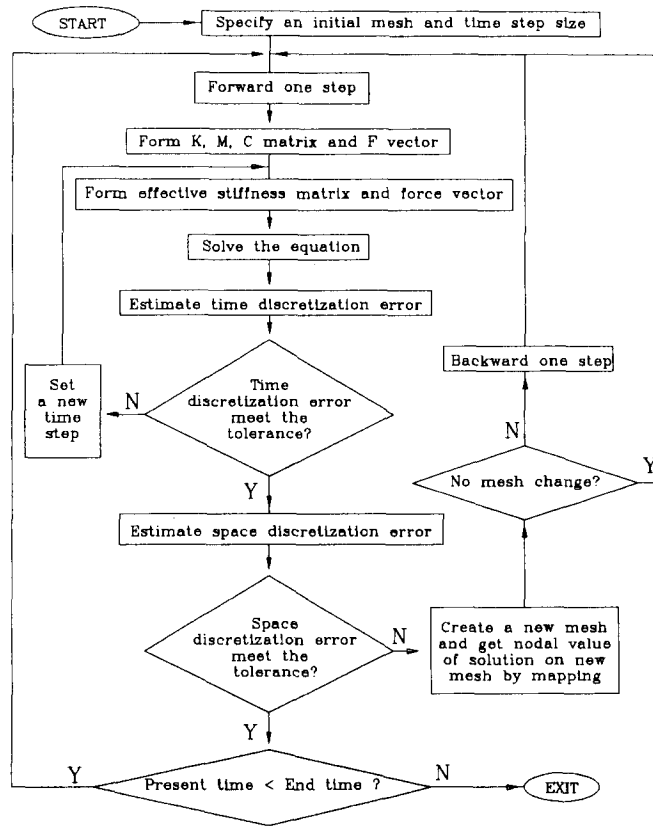 START
Specify an initial mesh and time step size
Forward one step
Form K, M, C matrix and F vector
Form effective stiffness matrix and force vector
Solve the equation
Estimate time discretization error
Set
a new
time
step
N
Time
discretization error
meet the
tolerance?
Y
Backward one step
N
No mesh change?
Y
Estimate space discretization error
Space
discretization error
meet the
tolerance?
N
Create a new mesh
and get nodal value
of solution on new
mesh by mapping
Y
Y
Present time < End time ?
N
EXIT